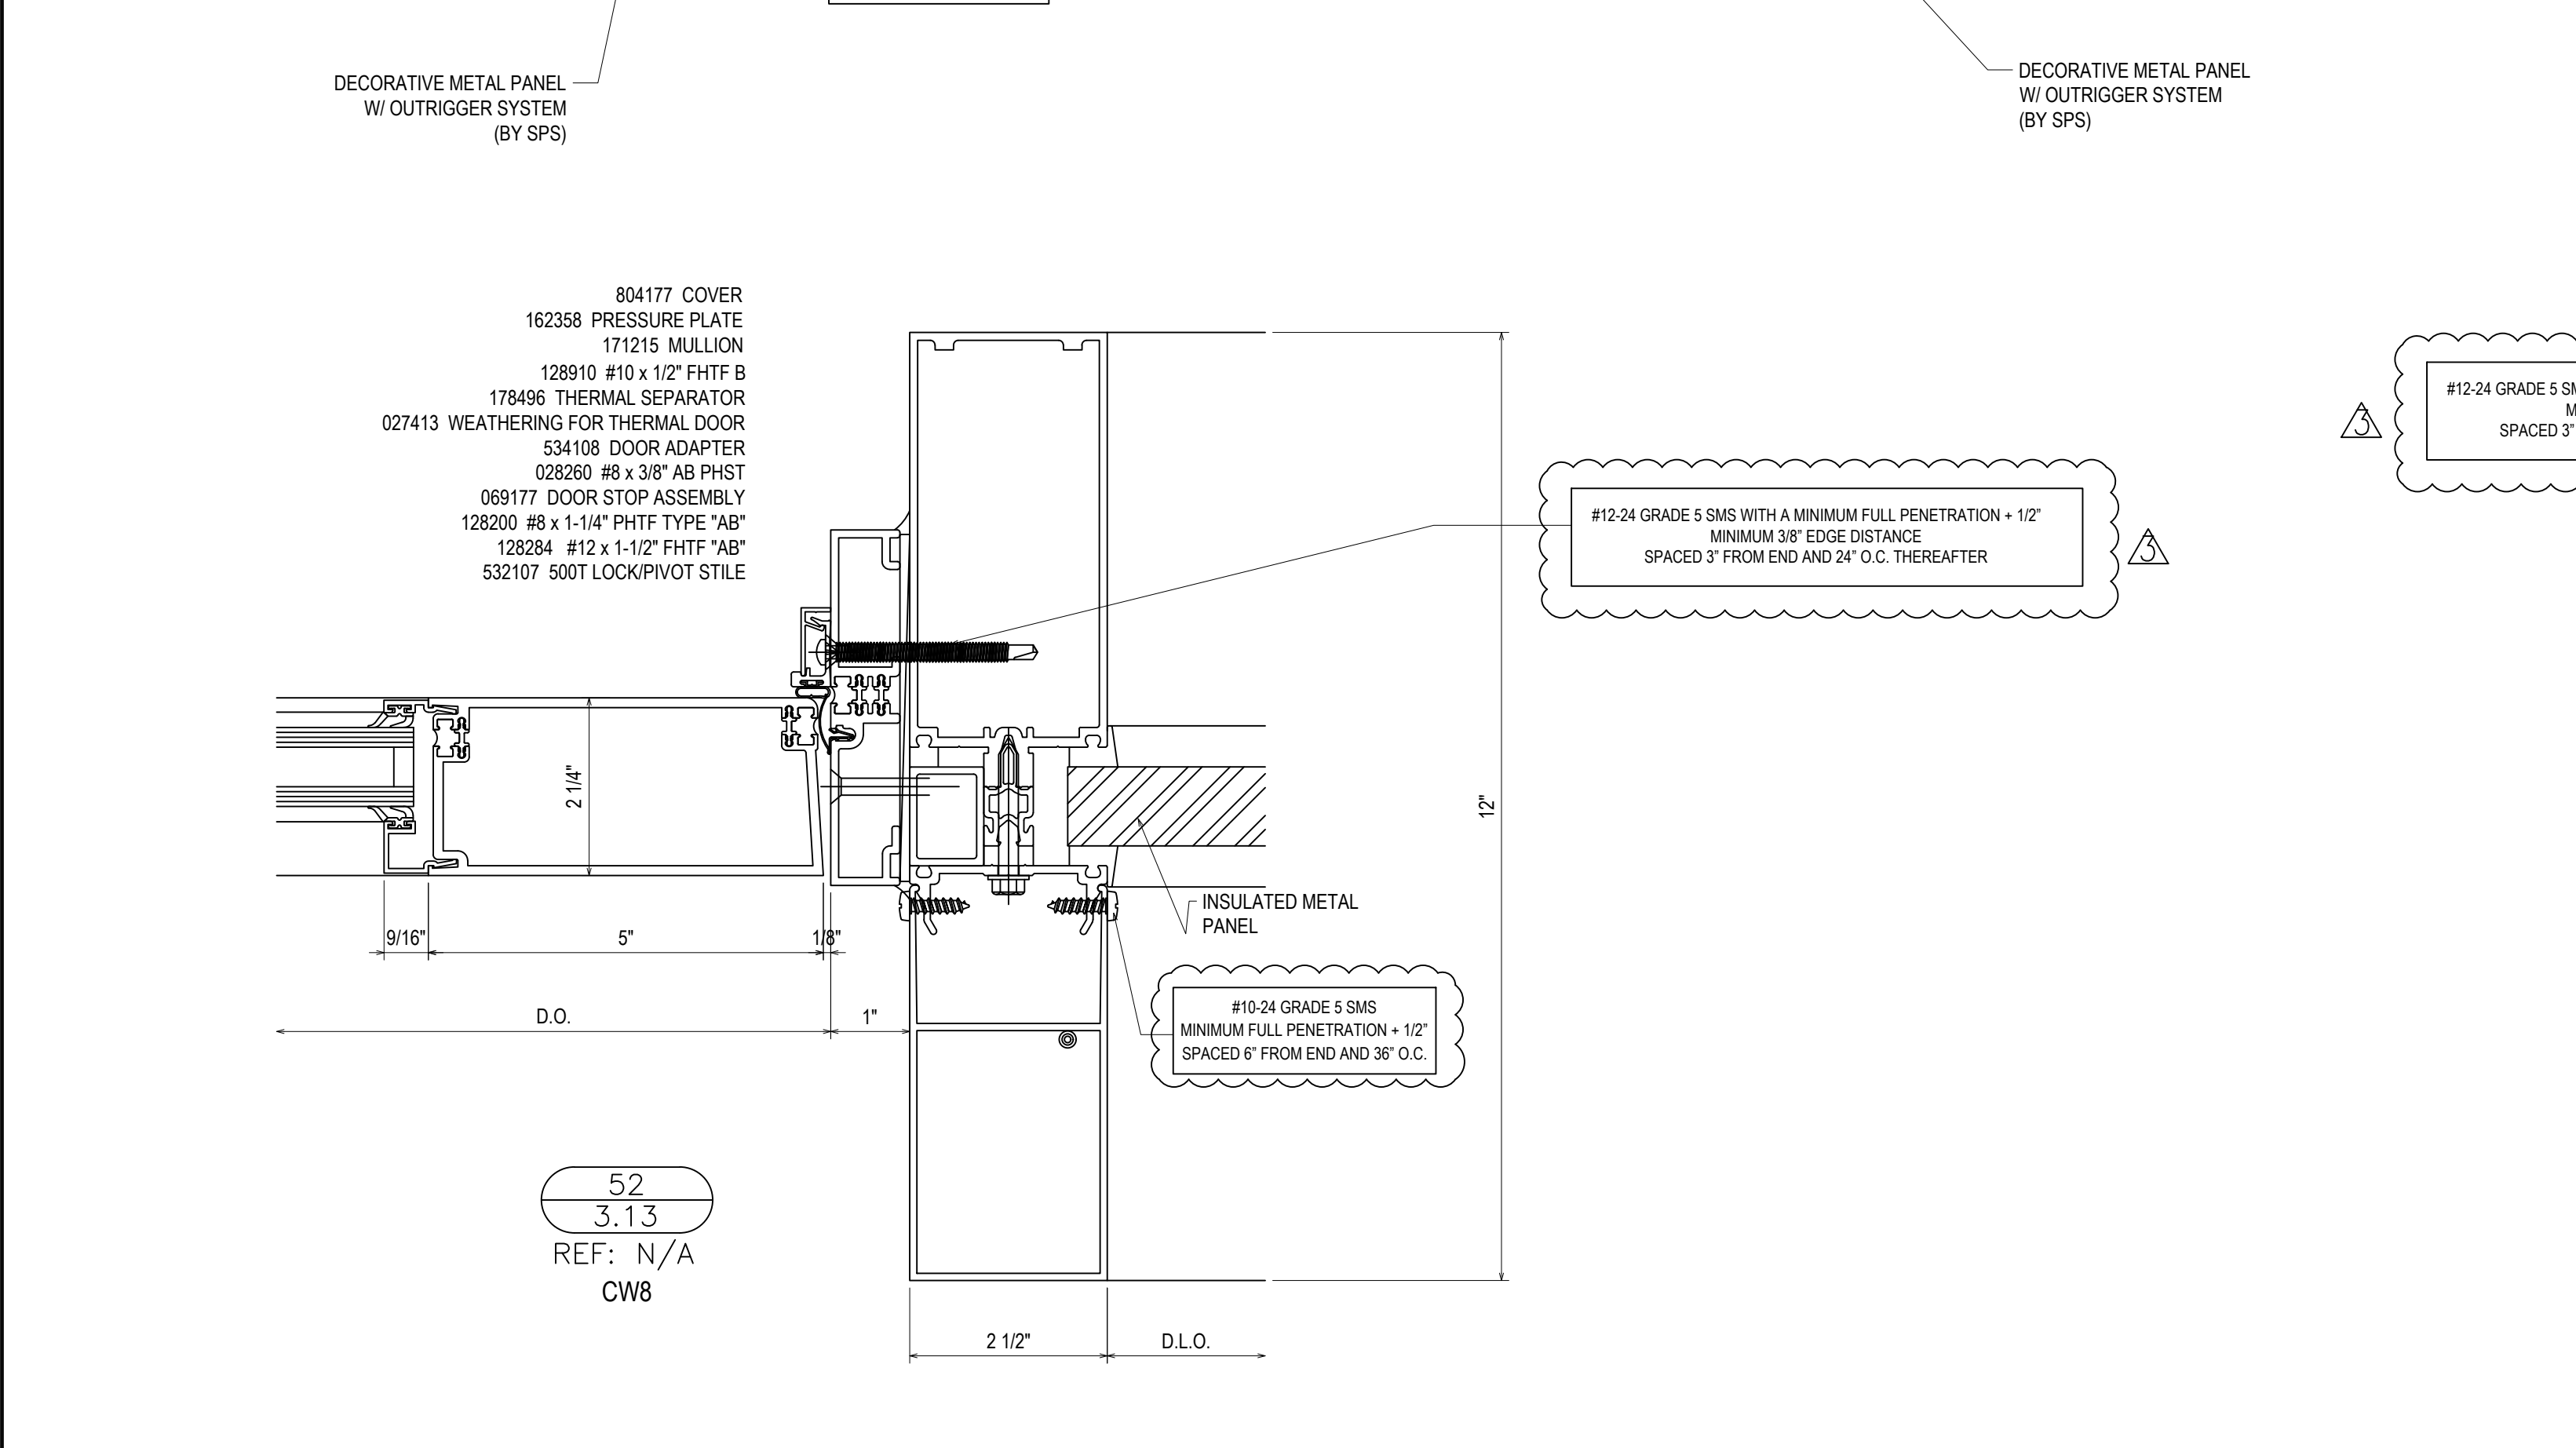 DECORATIVE METAL PANEL
W/ OUTRIGGER SYSTEM
(BY SPS)
DECORATIVE METAL PANEL
W/ OUTRIGGER SYSTEM
(BY SPS)
804177 COVER
162358 PRESSURE PLATE
171215 MULLION
128910 #10 x 1/2" FHTF B
178496 THERMAL SEPARATOR
027413 WEATHERING FOR THERMAL DOOR
534108 DOOR ADAPTER
028260 #8 x 3/8" AB PHST
069177 DOOR STOP ASSEMBLY
128200 #8 x 1-1/4" PHTF TYPE "AB"
128284 #12 x 1-1/2" FHTF "AB"
532107 500T LOCK/PIVOT STILE
#12-24 GRADE 5 SMS WITH A MINIMUM FULL PENETRATION + 1/2”
MINIMUM 3/8” EDGE DISTANCE
SPACED 3” FROM END AND 24” O.C. THEREAFTER
3
3
#12-24 GRADE 5
SPACED 3”
2 1/4"
12"
INSULATED METAL
PANEL
9/16"
5"
1/8"
D.O.
1"
#10-24 GRADE 5 SMS
MINIMUM FULL PENETRATION + 1/2”
SPACED 6” FROM END AND 36” O.C.
52
3.13
REF: N/A
CW8
2 1/2"
D.L.O.